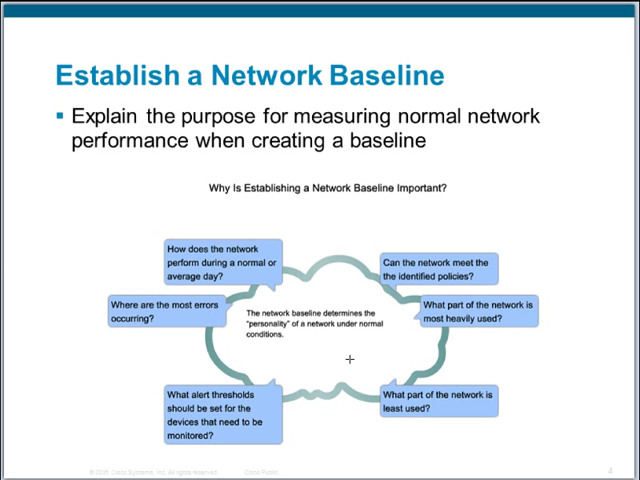 Establish a Network Baseline
Explain the purpose for measuring normal network
performance when creating a baseline
Why Is Establishing a Network Baseline Important?
How does the network
perform during a normal or
average day?
Can the network meet the
the identified policies?
Where are the most errors
occurring?
The network baseline determines the
"personality" of a network under normal
conditions.
What part of the network is
most heavily used?
What alert thresholds
should be set for the
devices that need to be
monitored?
What part of the network is
least used?
Cisco Systems, Inc. All rights reserved.
Cisco Public
4